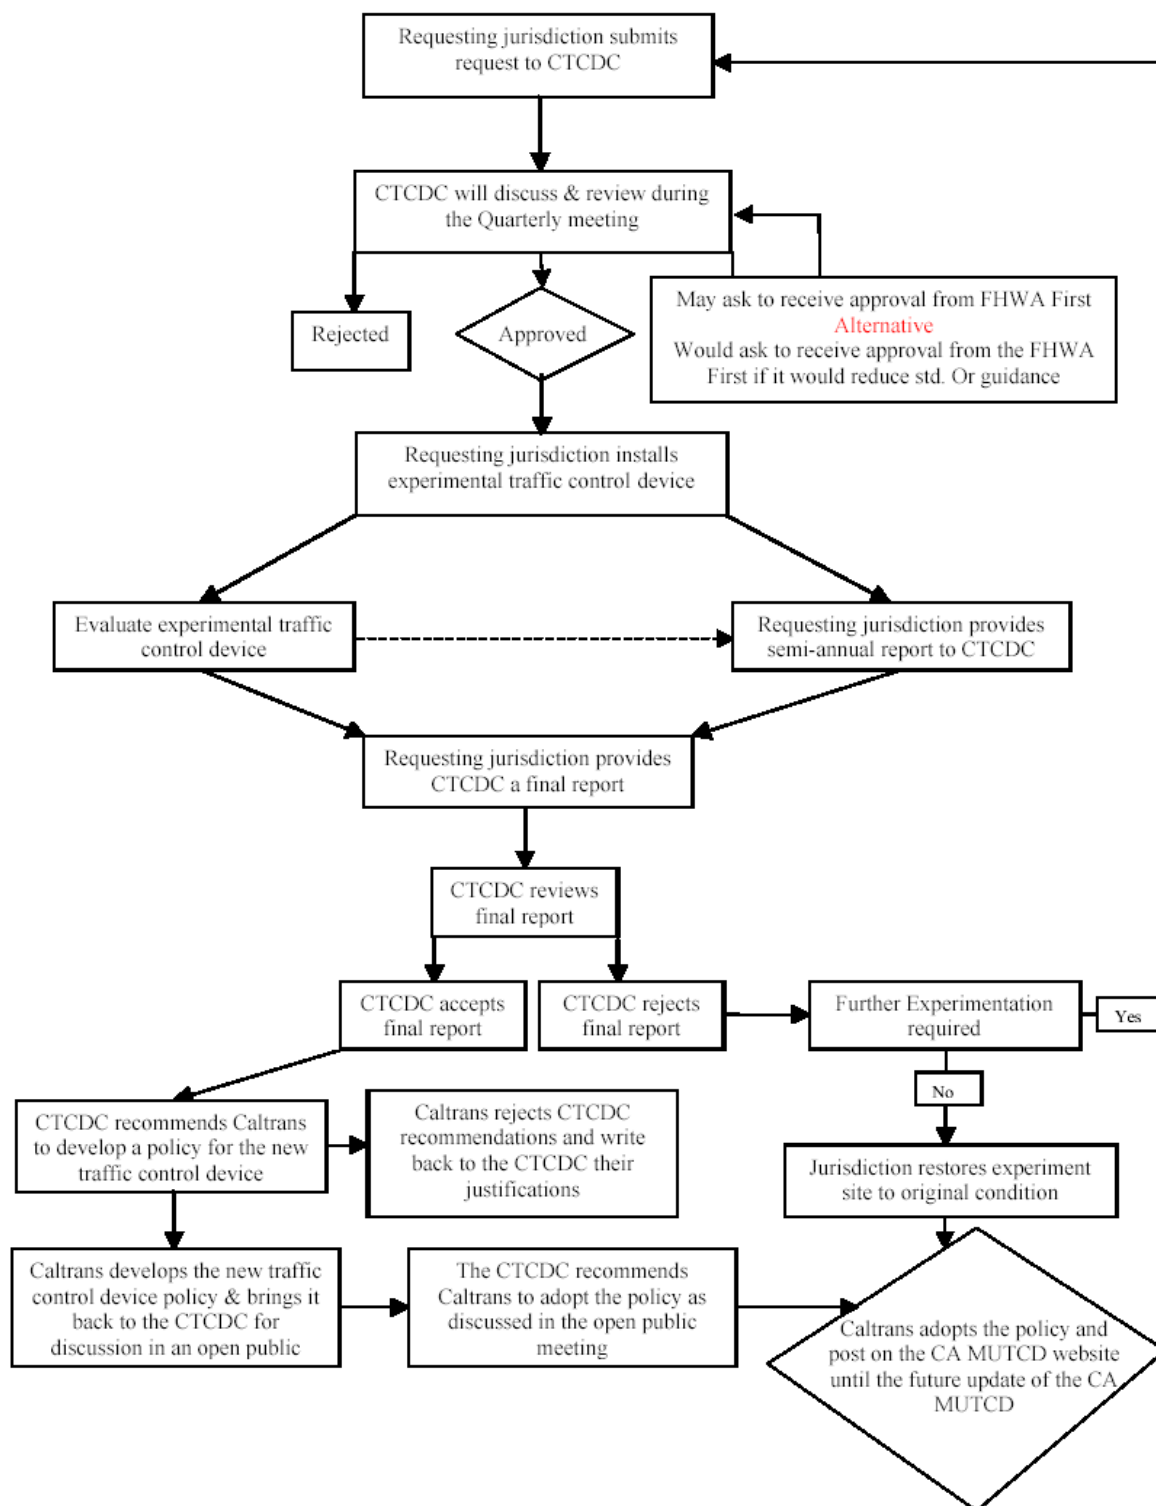 Requesting jurisdiction submits
request to CTCDC
CTCDC will discuss & review during
the Quarterly meeting
Rejected
Approved
May ask to receive approval from FHWA First
Alternative
Would ask to receive approval from the FHWA
First if it would reduce std. Or guidance
Requesting jurisdiction installs
experimental traffic control device
Evaluate experimental traffic
control device
Requesting jurisdiction provides
semi-annual report to CTCDC
Requesting jurisdiction provides
CTCDC a final report
CTCDC reviews
final report
CTCDC accepts
final report
CTCDC rejects
final report
Further Experimentation
required
Yes
No
CTCDC recommends Caltrans
to develop a policy for the new
traffic control device
Caltrans rejects CTCDC
recommendations and write
back to the CTCDC their
justifications
Jurisdiction restores experiment
site to original condition
Caltrans develops the new traffic
control device policy & brings it
back to the CTCDC for
discussion in an open public
The CTCDC recommends
Caltrans to adopt the policy as
discussed in the open public
meeting
Caltrans adopts the policy and
post on the CA MUTCD website
until the future update of the CA
MUTCD